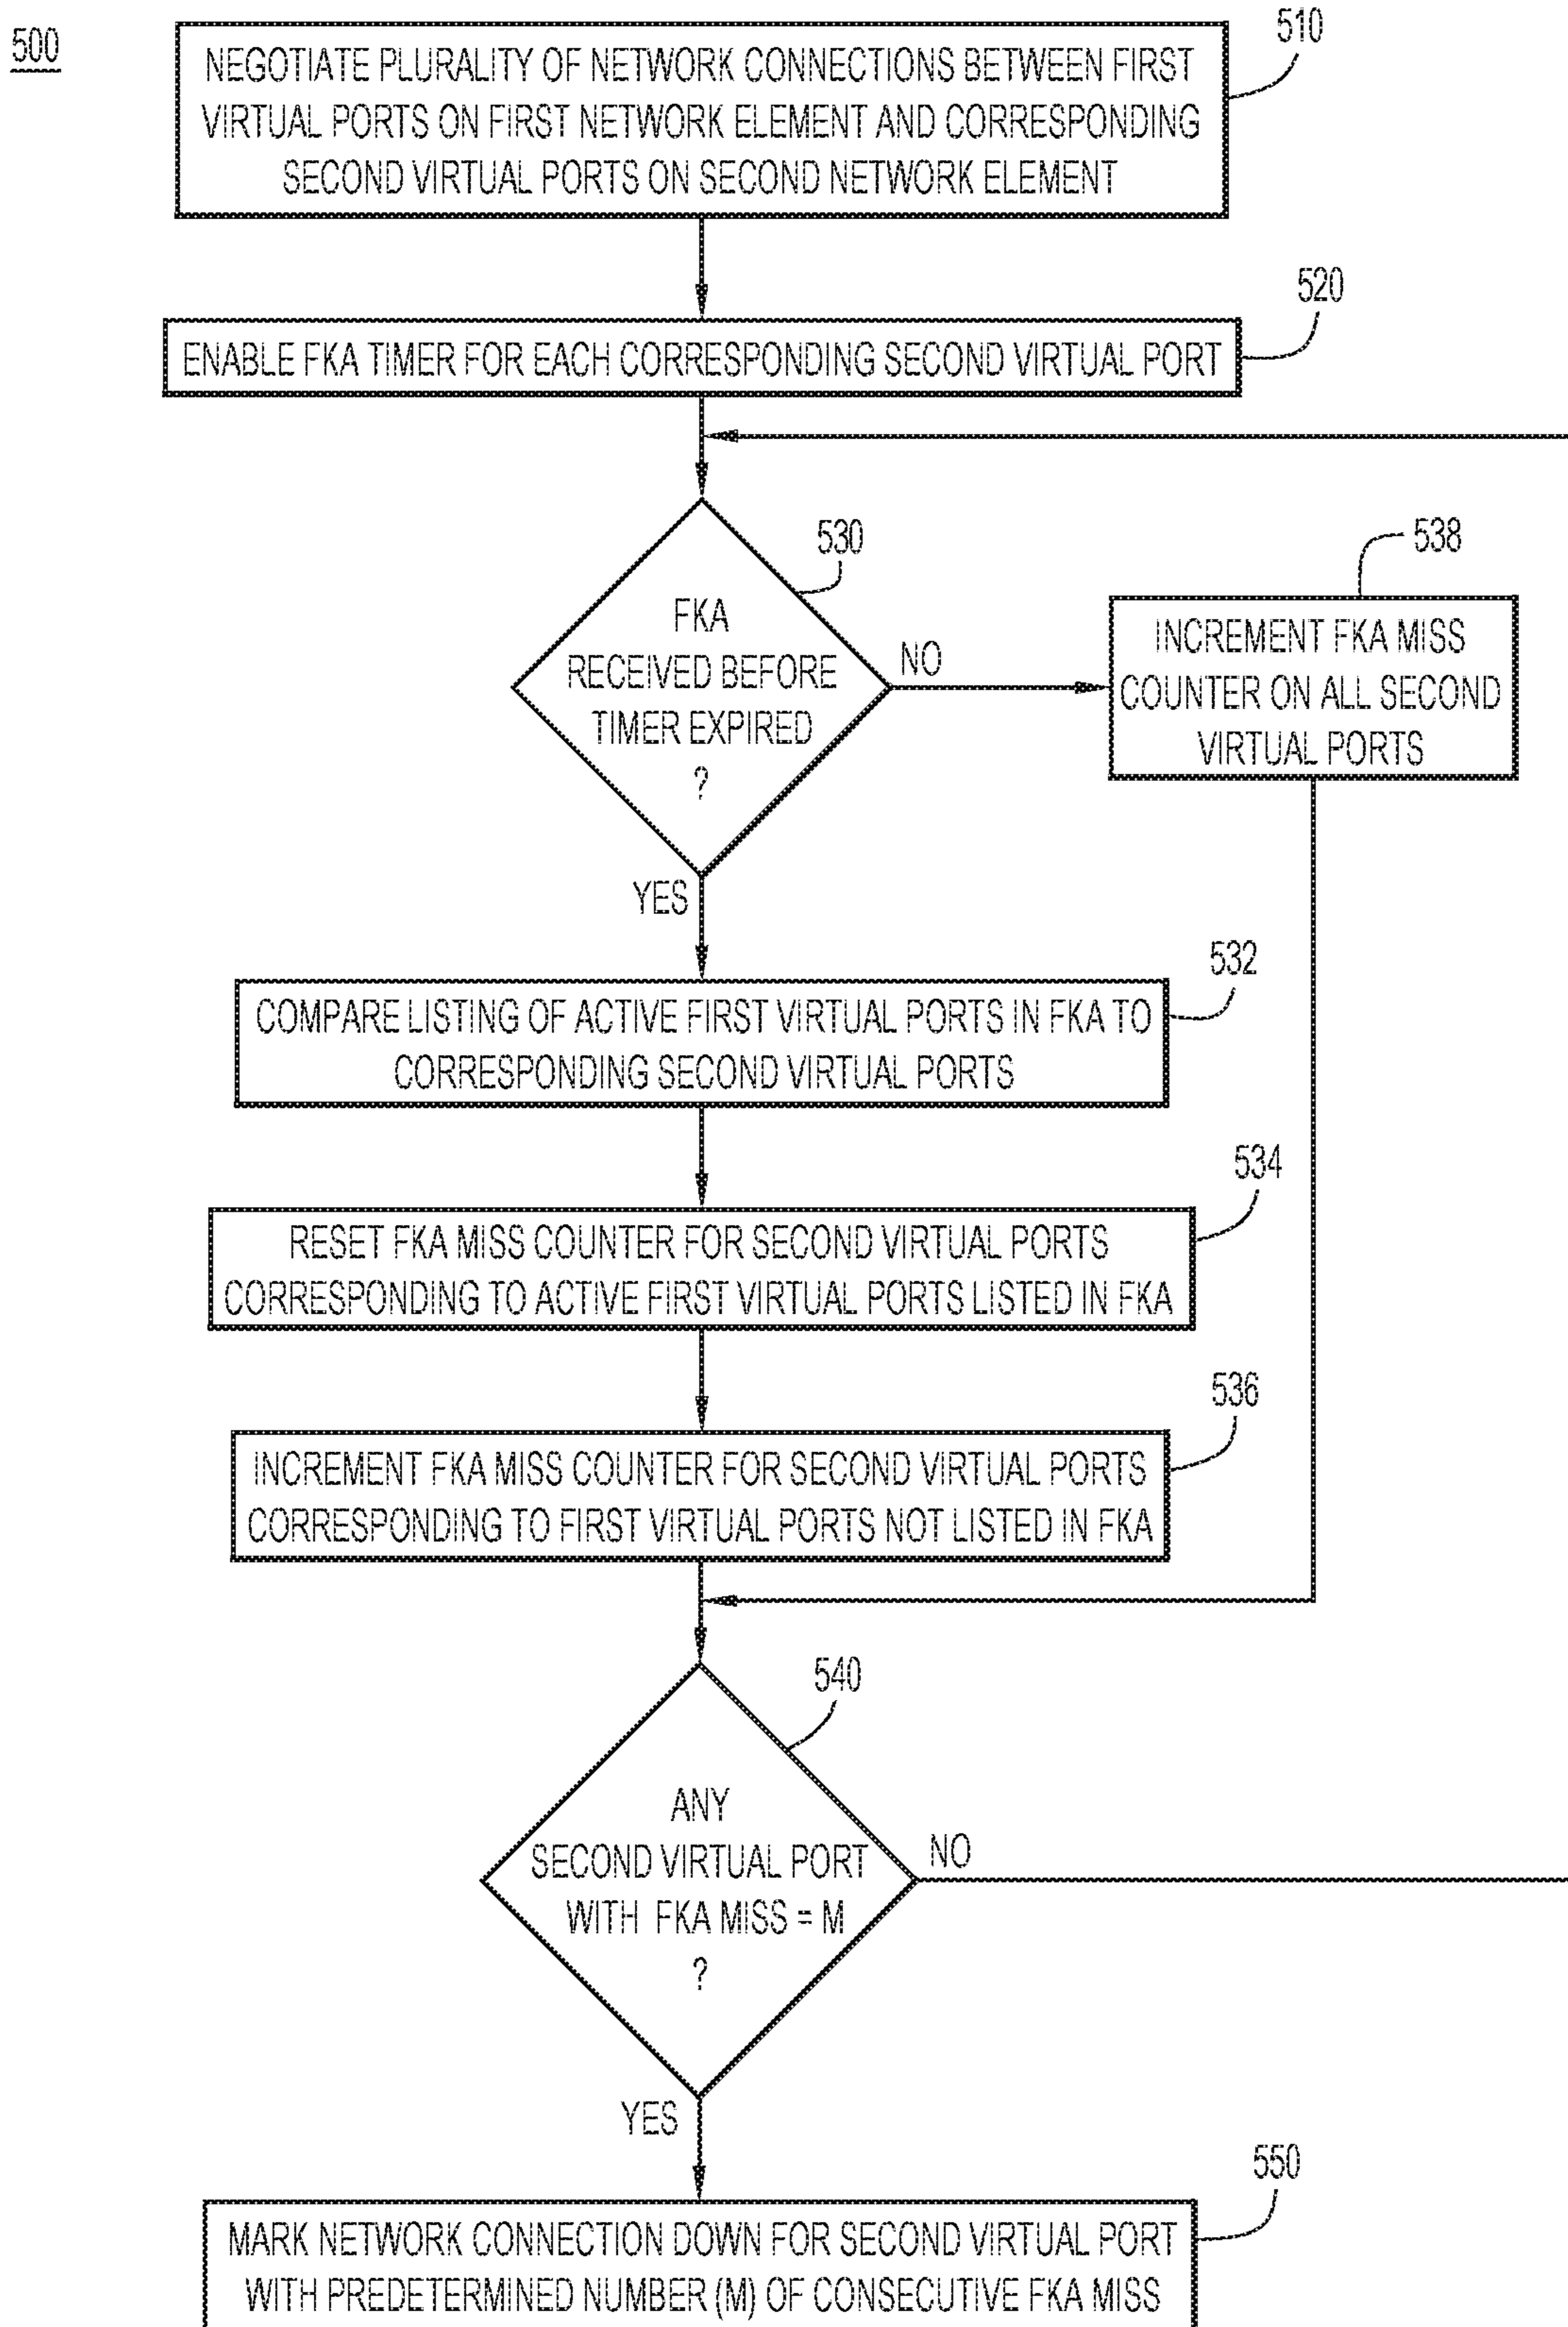 500
510
NEGOTIATE PLURALITY OF NETWORK CONNECTIONS BETWEEN FIRST
VIRTUAL PORTS ON FIRST NETWORK ELEMENT AND CORRESPONDING
SECOND VIRTUAL PORTS ON SECOND NETWORK ELEMENT
520
ENABLE FKA TIMER FOR EACH CORRESPONDING SECOND VIRTUAL PORT
530
FKA
RECEIVED BEFORE
TIMER EXPIRED
?
NO
538
INCREMENT FKA MISS
COUNTER ON ALL SECOND
VIRTUAL PORTS
YES
532
COMPARE LISTING OF ACTIVE FIRST VIRTUAL PORTS IN FKA TO
CORRESPONDING SECOND VIRTUAL PORTS
534
RESET FKA MISS COUNTER FOR SECOND VIRTUAL PORTS
CORRESPONDING TO ACTIVE FIRST VIRTUAL PORTS LISTED IN FKA
536
INCREMENT FKA MISS COUNTER FOR SECOND VIRTUAL PORTS
CORRESPONDING TO FIRST VIRTUAL PORTS NOT LISTED IN FKA
540
ANY
SECOND VIRTUAL PORT
WITH FKA MISS = M
?
NO
YES
550
MARK NETWORK CONNECTION DOWN FOR SECOND VIRTUAL PORT
WITH PREDETERMINED NUMBER (M) OF CONSECUTIVE FKA MISS